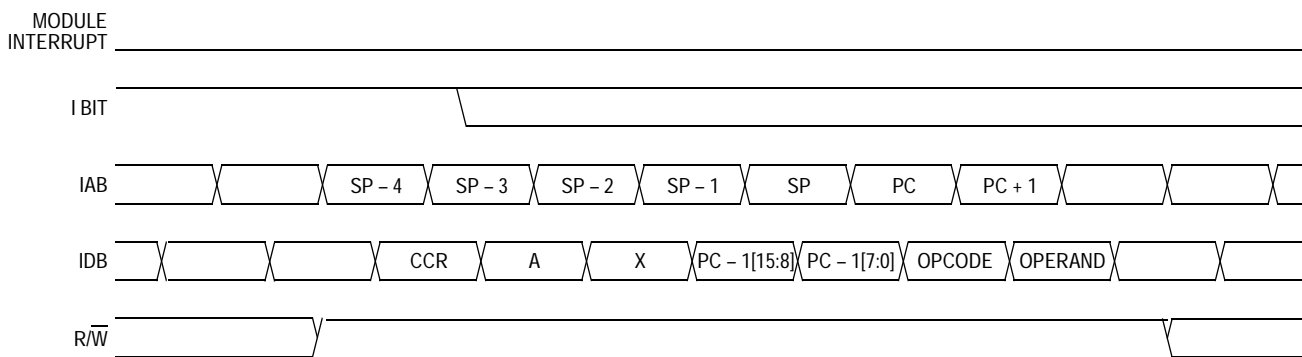 MODULE
INTERRUPT
I BIT
IAB SP – 4 SP – 3 SP – 2 SP – 1 SP PC PC + 1
IDB CCR A X PC – 1[15:8] PC – 1[7:0] OPCODE OPERAND
R/W̅